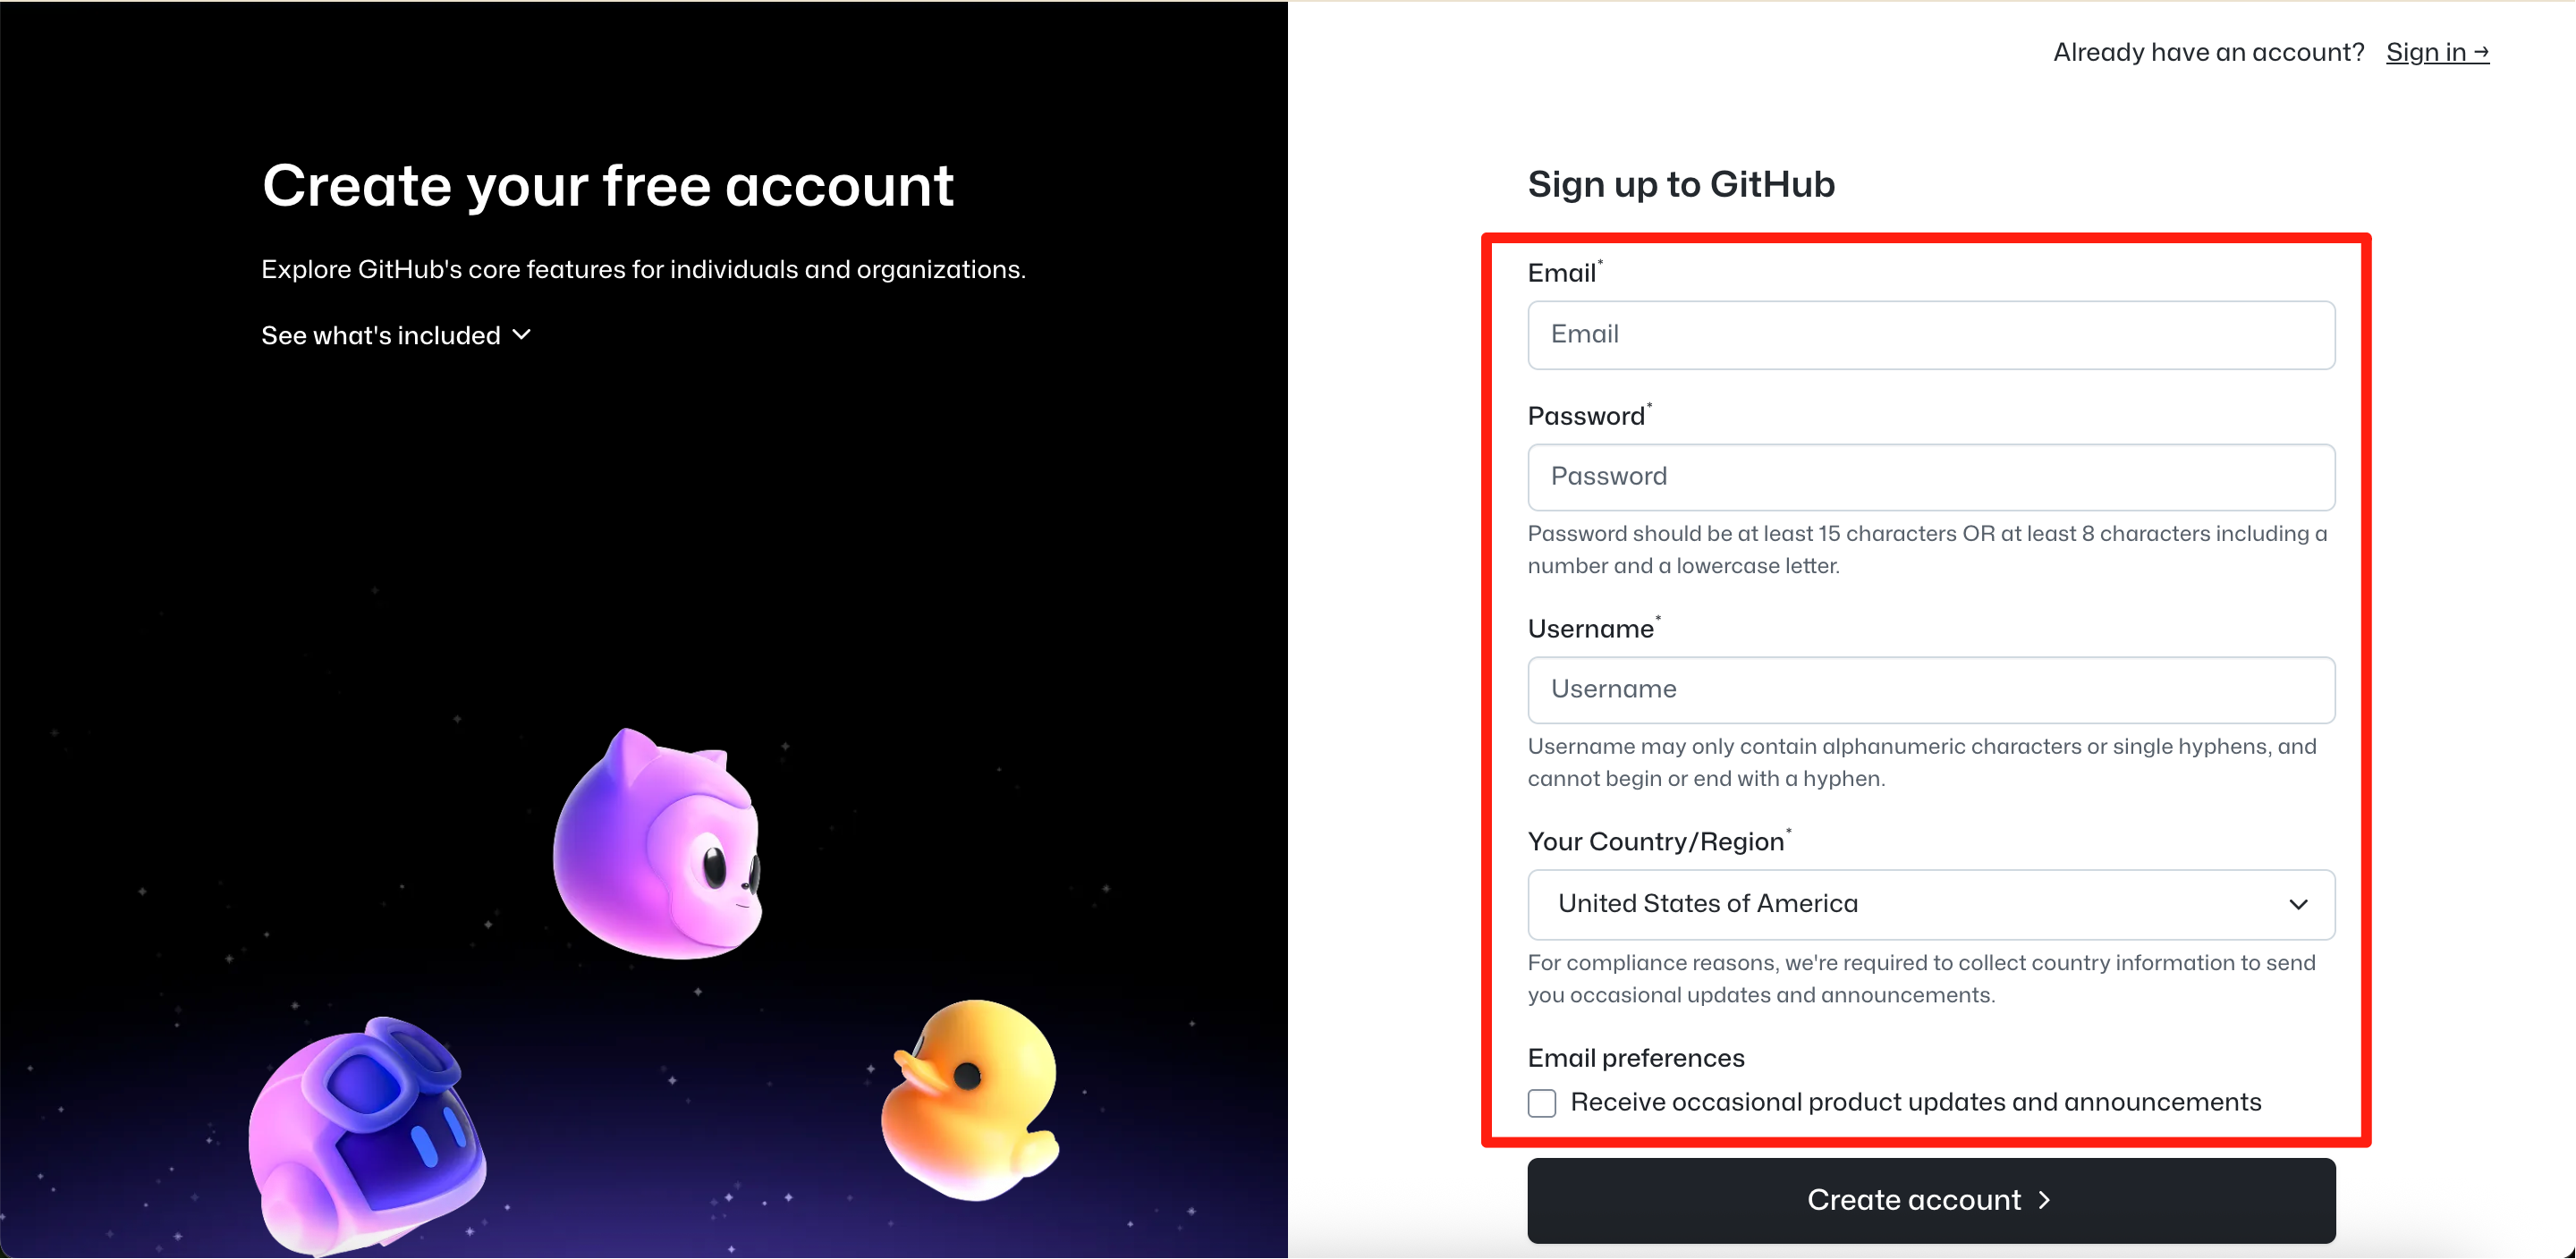 Already have an account? Sign in →
Create your free account
Explore GitHub's core features for individuals and organizations.
See what's included
Sign up to GitHub
Email*
Email
Password*
Password
Password should be at least 15 characters OR at least 8 characters including a
number and a lowercase letter.
Username*
Username
Username may only contain alphanumeric characters or single hyphens, and
cannot begin or end with a hyphen.
Your Country/Region*
United States of America
For compliance reasons, we're required to collect country information to send
you occasional updates and announcements.
Email preferences
Receive occasional product updates and announcements
Create account